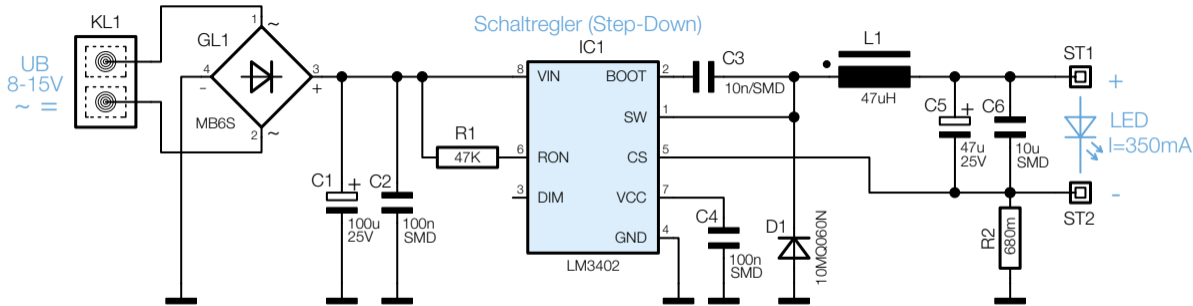 Schaltregler (Step-Down)
KL1
UB
8-15V
~ =
GL1
1
~
4
-
3
+
2
~
MB6S
C1
+
100u
25V
C2
100n
SMD
R1
47K
IC1
8
VIN
BOOT
2
SW
1
6
RON
CS
5
3
DIM
VCC
7
GND
4
LM3402
C3
10n/SMD
C4
100n
SMD
D1
10MQ060N
L1
47uH
C5
+
47u
25V
C6
10u
SMD
R2
680m
ST1
+
LED
I=350mA
-
ST2